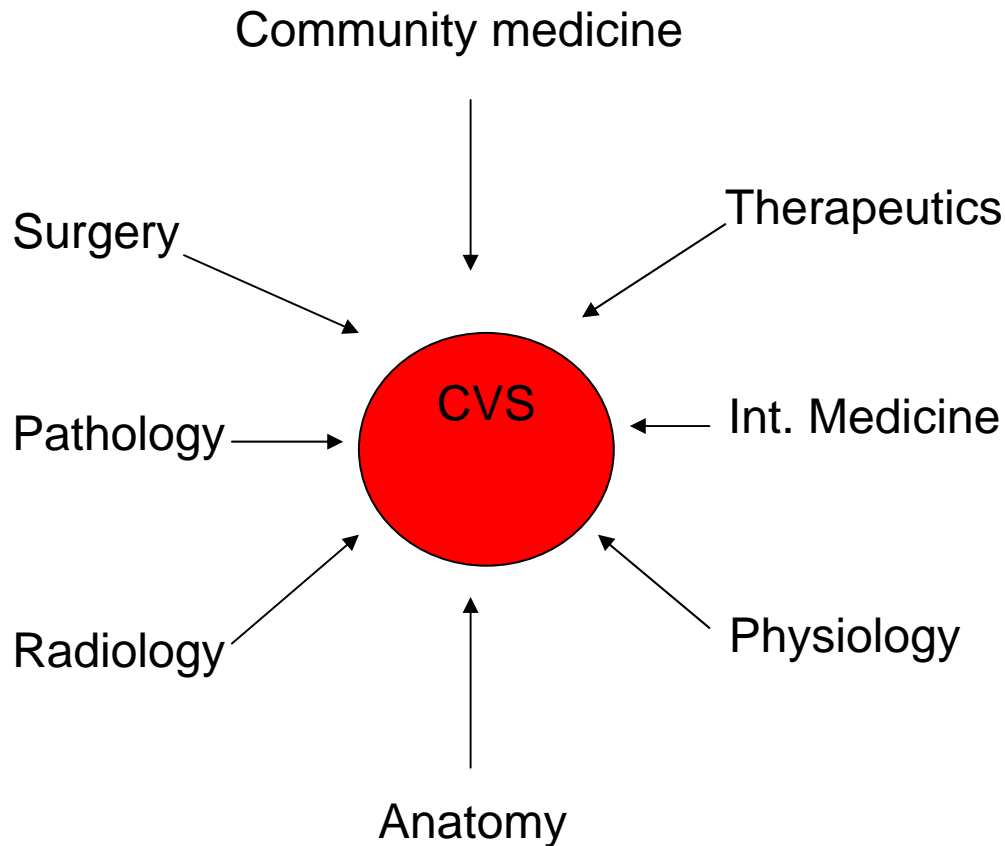 Community medicine
Therapeutics
Surgery
CVS
Int. Medicine
Pathology
Physiology
Radiology
Anatomy